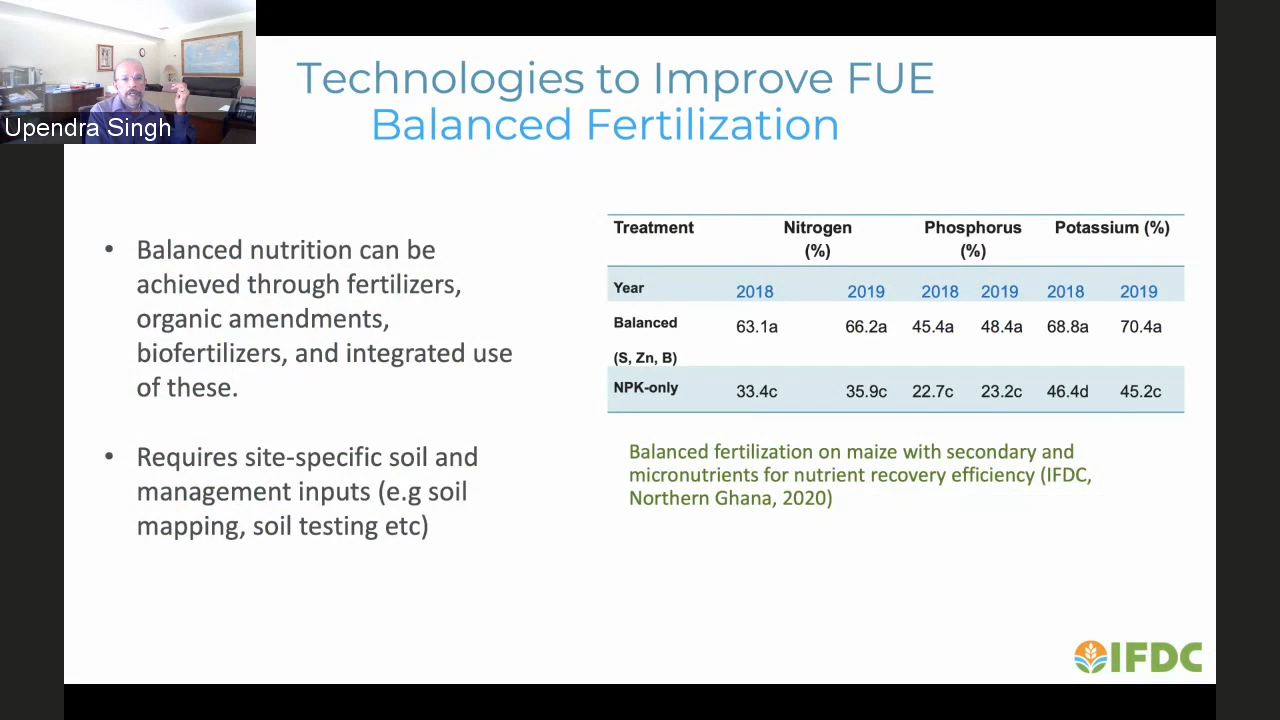 Upendra Singh
Technologies to Improve FUE
Balanced Fertilization
• Balanced nutrition can be
achieved through fertilizers,
organic amendments,
biofertilizers, and integrated use
of these.
• Requires site-specific soil and
management inputs (e.g soil
mapping, soil testing etc)
Treatment Nitrogen (%) Phosphorus (%) Potassium (%)
Year 2018 2019 2018 2019 2018 2019
Balanced (S, Zn, B) 63.1a 66.2a 45.4a 48.4a 68.8a 70.4a
NPK-only 33.4c 35.9c 22.7c 23.2c 46.4d 45.2c
Balanced fertilization on maize with secondary and
micronutrients for nutrient recovery efficiency (IFDC,
Northern Ghana, 2020)
IFDC